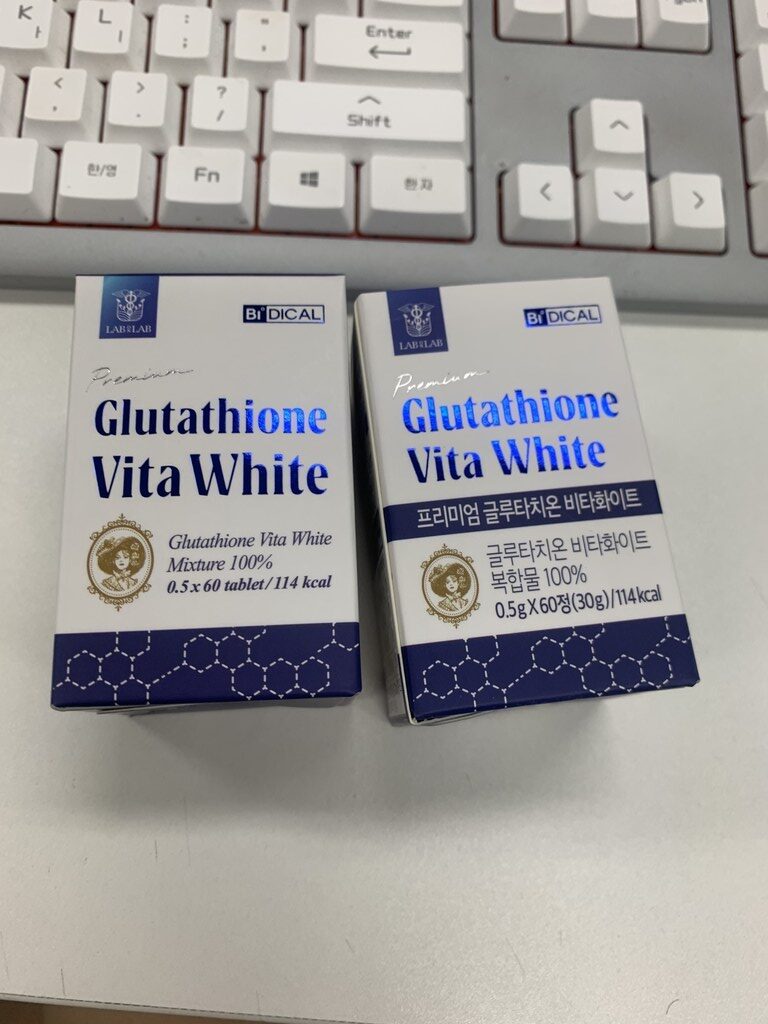 K
ㅏ
L
ㅣ
:
;
"
'
Enter
<
,
>
.
?
/
Shift
한/영
Fn
한자
LAB & LAB
Bi° DICAL
Premium
Glutathione
Vita White
Glutathione Vita White
Mixture 100%
0.5 x 60 tablet / 114 kcal
LAB & LAB
Bi° DICAL
Premium
Glutathione
Vita White
프리미엄 글루타치온 비타화이트
글루타치온 비타화이트
복합물 100%
0.5g X 60정(30g) / 114 kcal